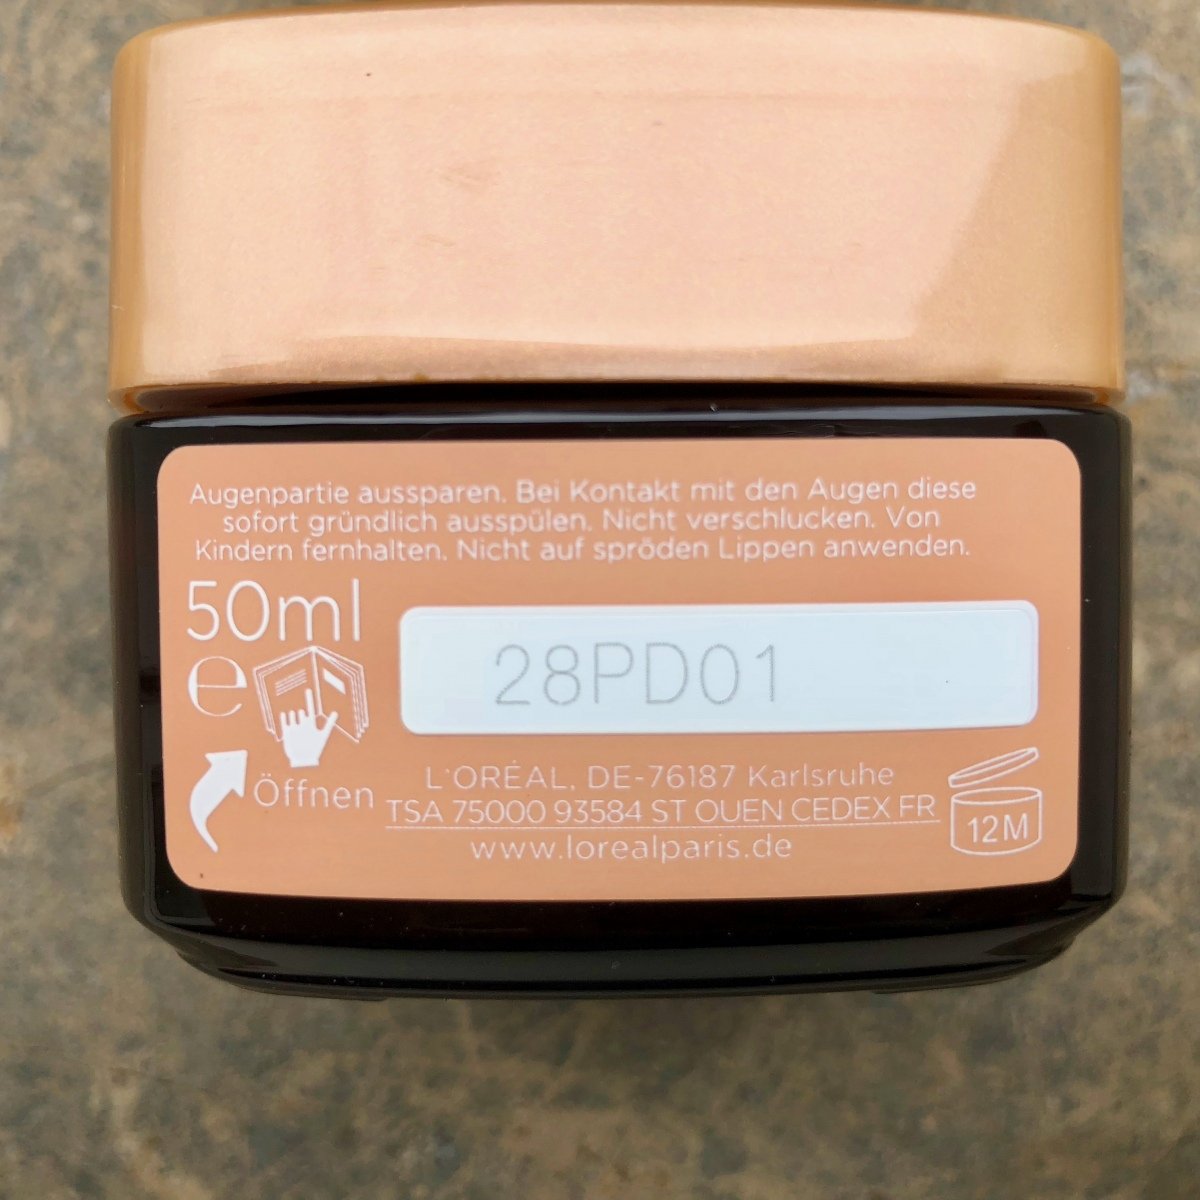 Augenpartie aussparen. Bei Kontakt mit den Augen diese
sofort gründlich ausspülen. Nicht verschlucken. Von
Kindern fernhalten. Nicht auf spröden Lippen anwenden.
50ml
e
28PD01
Öffnen
L'ORÉAL, DE-76187 Karlsruhe
TSA 75000 93584 ST OUEN CEDEX FR
www.lorealparis.de
12M